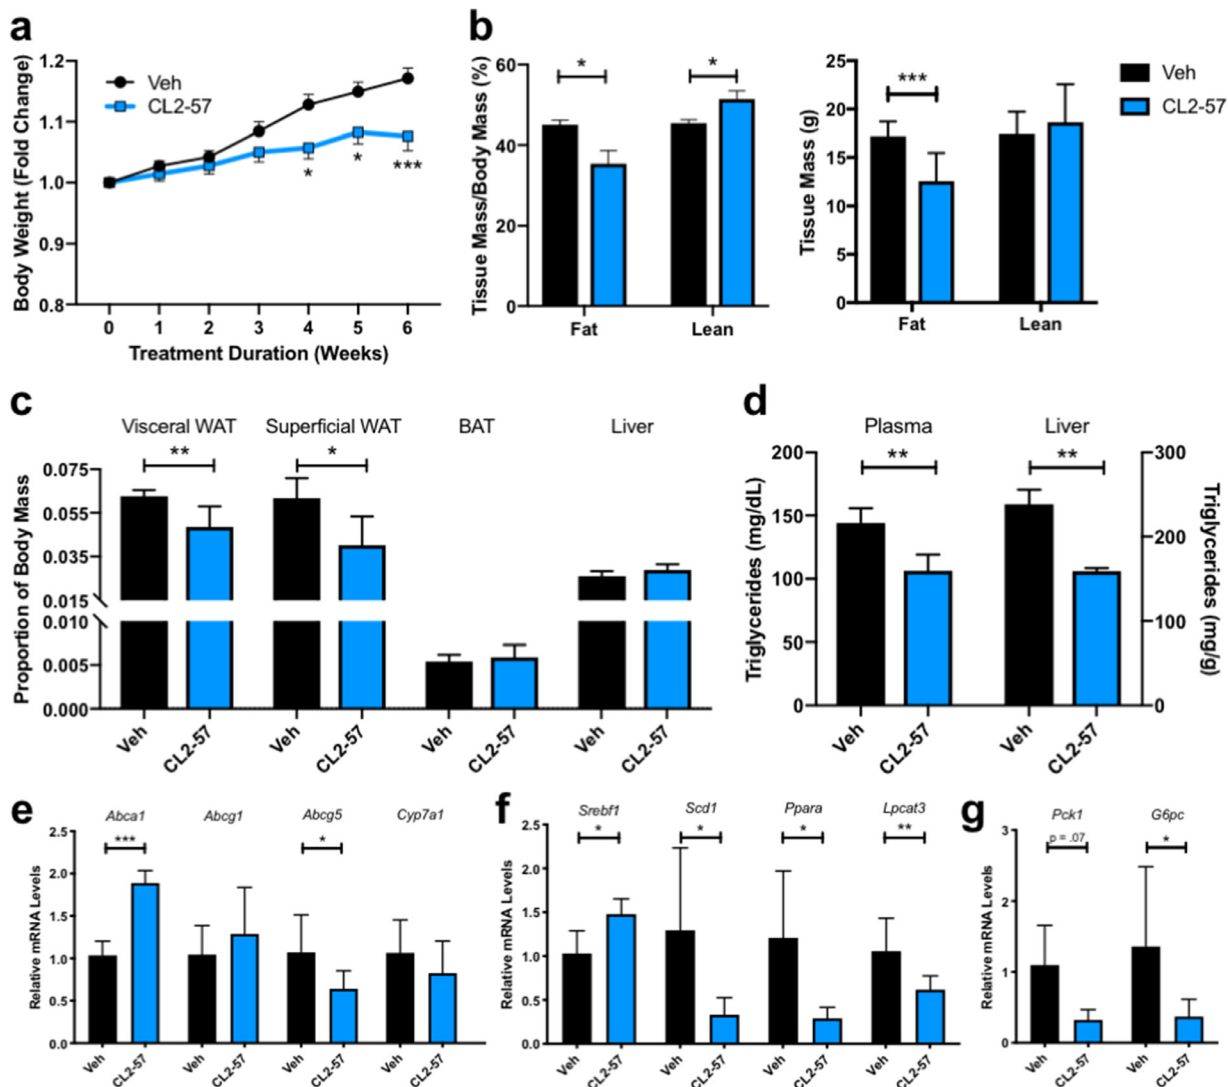 a
Body Weight (Fold Change)
1.2
1.1
1.0
0.9
0.8
Veh
CL2-57
*
*
***
0 1 2 3 4 5 6
Treatment Duration (Weeks)
b
Tissue Mass/Body Mass (%)
60
40
20
0
*
*
Fat Lean
Tissue Mass (g)
25
20
15
10
5
0
***
Fat Lean
Veh
CL2-57
c
Visceral WAT Superficial WAT BAT Liver
** *
Proportion of Body Mass
0.075
0.055
0.035
0.015
0.010
0.005
0.000
Veh CL2-57 Veh CL2-57 Veh CL2-57 Veh CL2-57
d
Plasma Liver
** **
Triglycerides (mg/dL)
200
150
100
50
0
Triglycerides (mg/g)
300
200
100
0
Veh CL2-57 Veh CL2-57
e
Abca1 Abcg1 Abcg5 Cyp7a1
*** *
Relative mRNA Levels
2.5
2.0
1.5
1.0
0.5
0.0
Veh CL2-57 Veh CL2-57 Veh CL2-57 Veh CL2-57
f
Srebf1 Scd1 Ppara Lpcat3
* * * **
Relative mRNA Levels
2.5
2.0
1.5
1.0
0.5
0.0
Veh CL2-57 Veh CL2-57 Veh CL2-57 Veh CL2-57
g
Pck1 G6pc
p = .07 *
Relative mRNA Levels
3
2
1
0
Veh CL2-57 Veh CL2-57